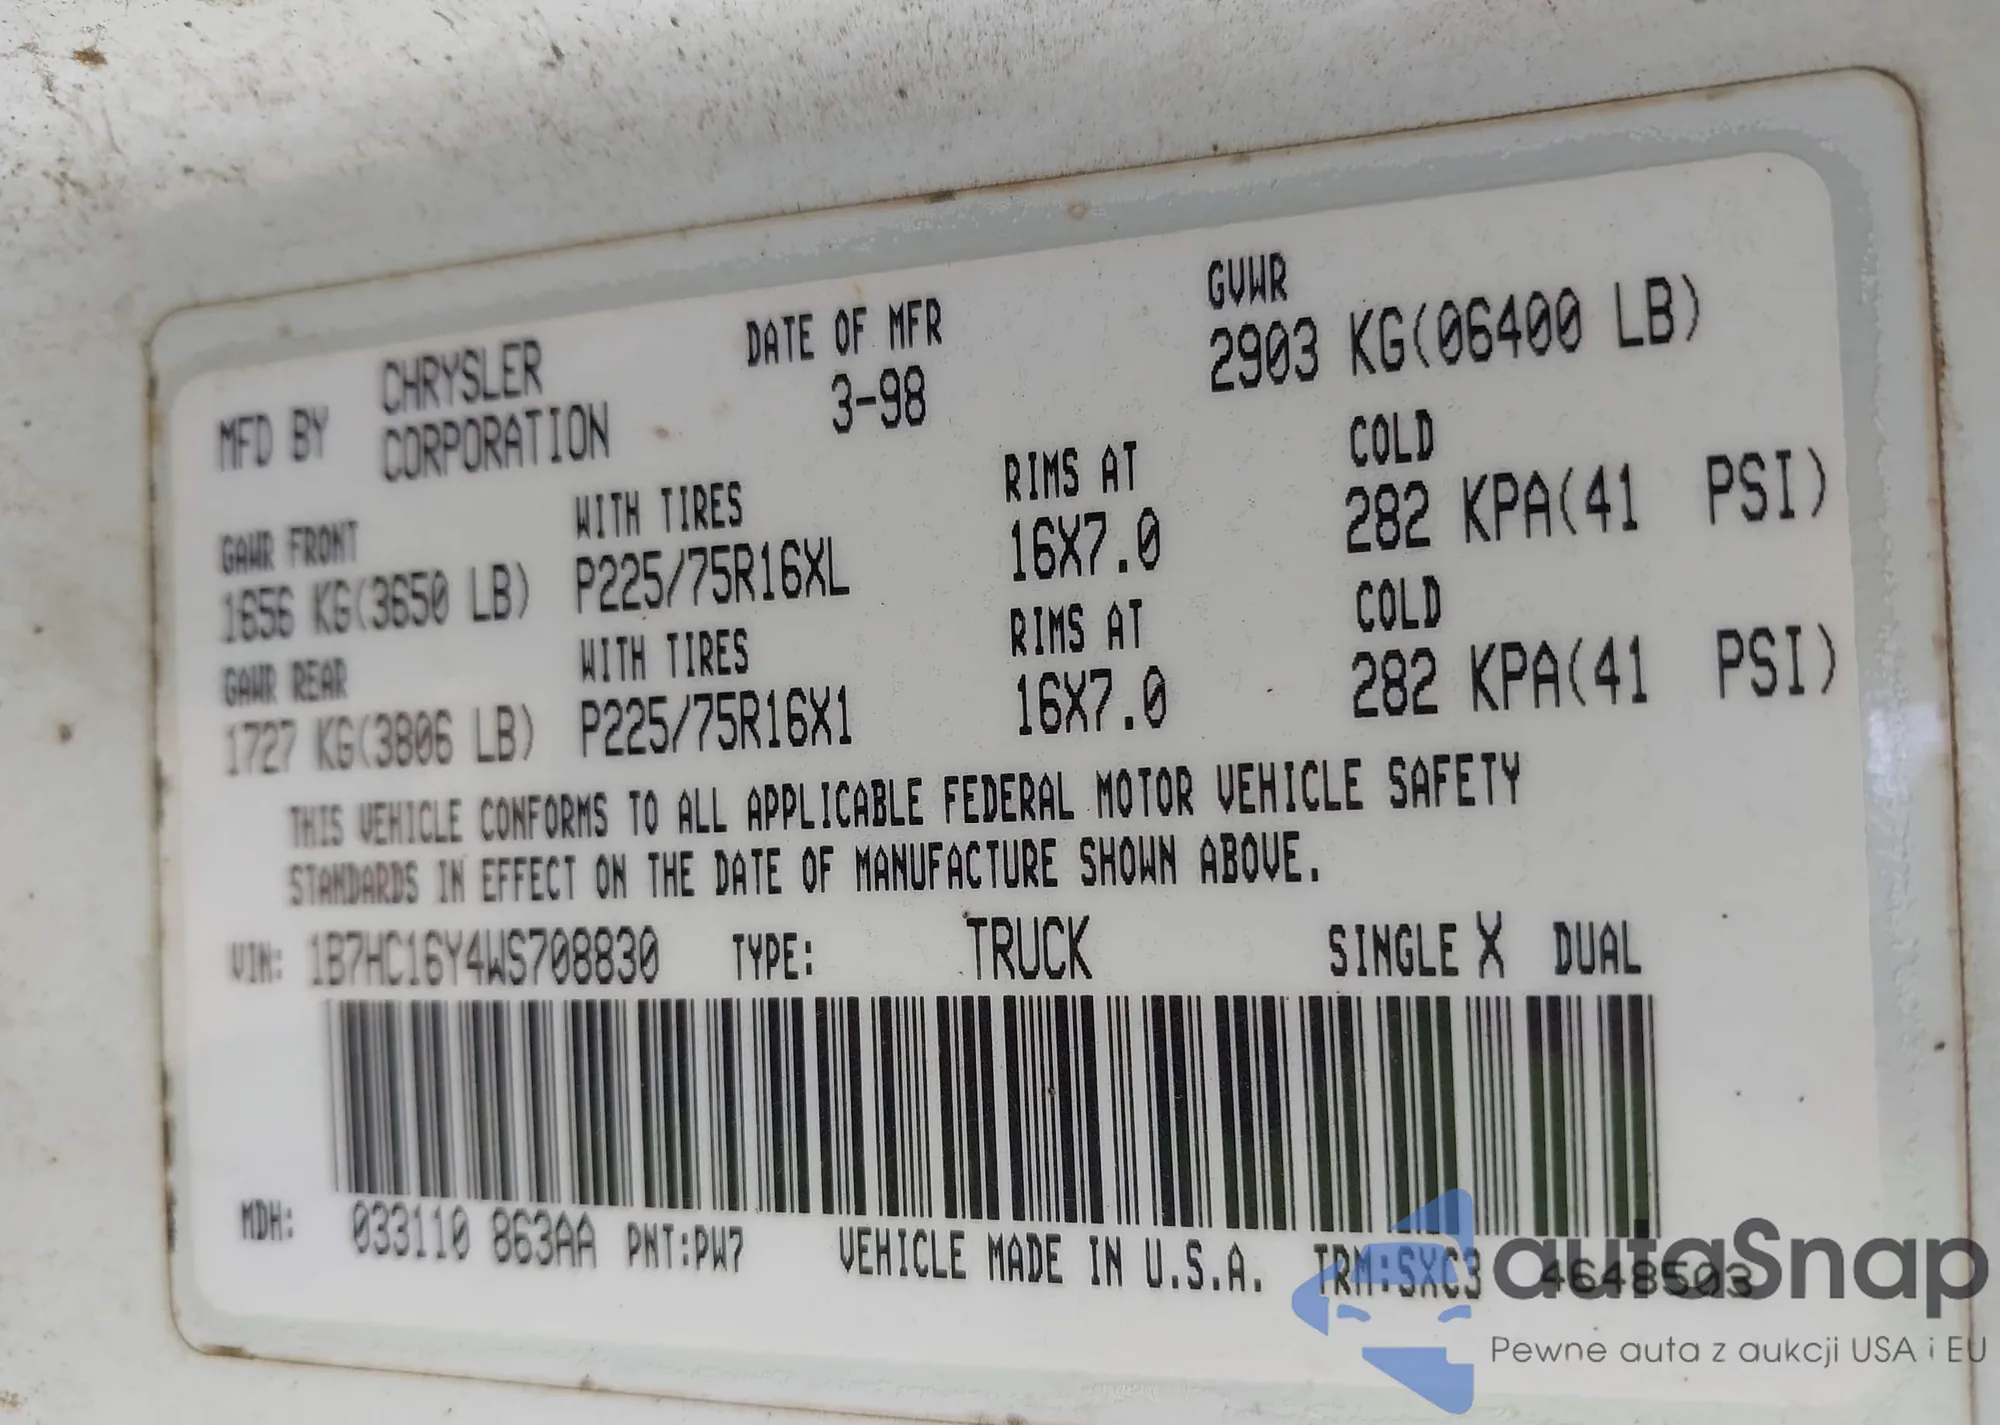 MFD BY CHRYSLER CORPORATION DATE OF MFR 3-98 GVWR 2903 KG(06400 LB)
GAWR FRONT WITH TIRES RIMS AT COLD
1656 KG(3650 LB) P225/75R16XL 16X7.0 282 KPA(41 PSI)
GAWR REAR WITH TIRES RIMS AT COLD
1727 KG(3806 LB) P225/75R16X1 16X7.0 282 KPA(41 PSI)
THIS VEHICLE CONFORMS TO ALL APPLICABLE FEDERAL MOTOR VEHICLE SAFETY
STANDARDS IN EFFECT ON THE DATE OF MANUFACTURE SHOWN ABOVE.
VIN: 1B7HC16Y4WS708830 TYPE: TRUCK SINGLE X DUAL
MDH: 033110 863AA PNT:PW7 VEHICLE MADE IN U.S.A. TRM:SXC3 4648503
autaSnap
Pewne auta z aukcji USA i EU